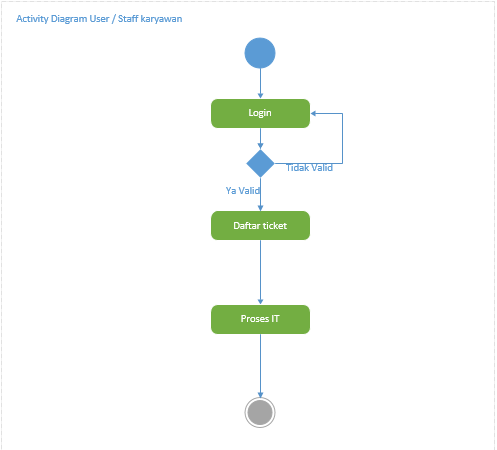 Activity Diagram User / Staff karyawan
Login
Tidak Valid
Ya Valid
Daftar ticket
Proses IT